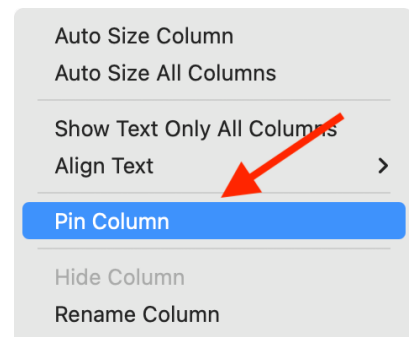 Auto Size Column
Auto Size All Columns
Show Text Only All Columns
Align Text
Pin Column
Hide Column
Rename Column